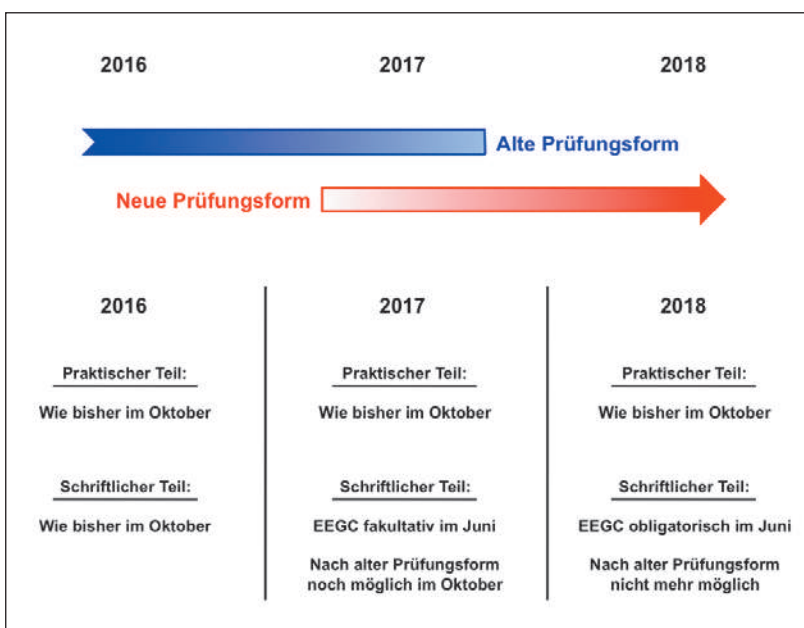 2016 2017 2018
Alte Prüfungsform
Neue Prüfungsform
2016
Praktischer Teil:
Wie bisher im Oktober
Schriftlicher Teil:
Wie bisher im Oktober
2017
Praktischer Teil:
Wie bisher im Oktober
Schriftlicher Teil:
EEGC fakultativ im Juni
Nach alter Prüfungsform
noch möglich im Oktober
2018
Praktischer Teil:
Wie bisher im Oktober
Schriftlicher Teil:
EEGC obligatorisch im Juni
Nach alter Prüfungsform
nicht mehr möglich